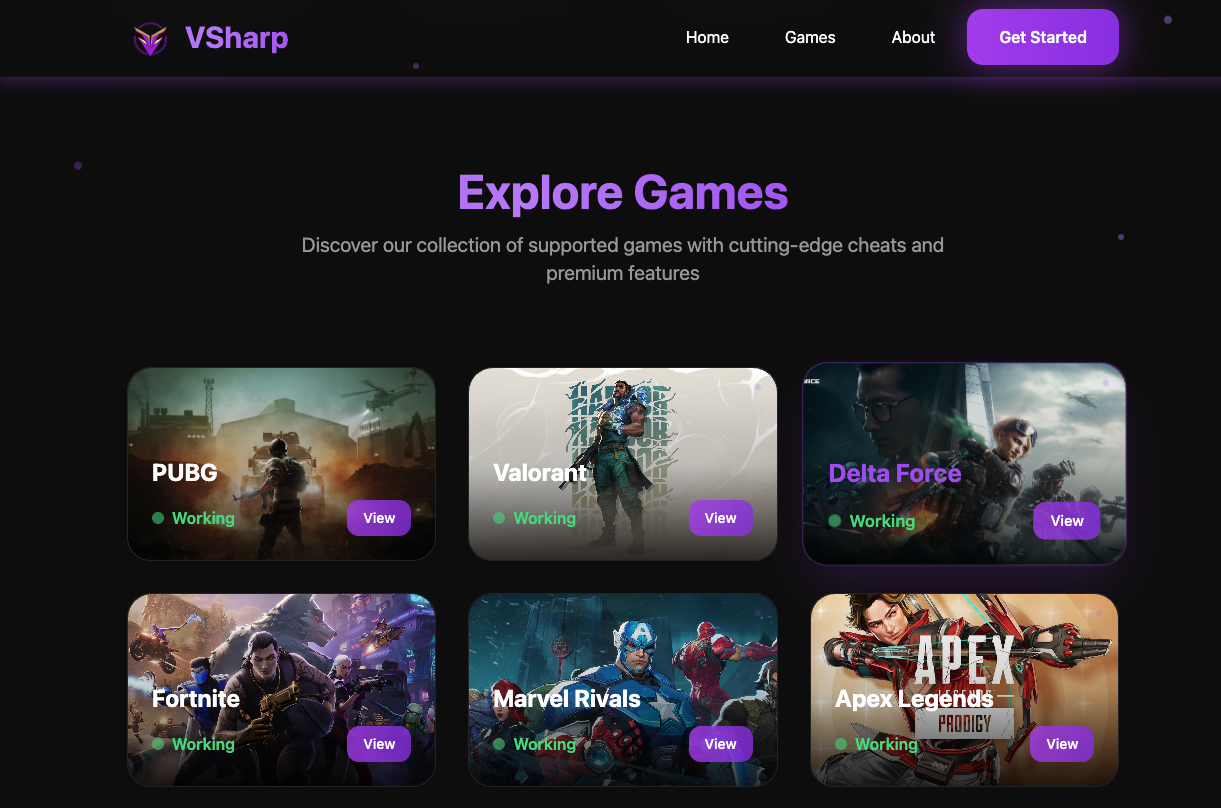 VSharp
Home
Games
About
Get Started
Explore Games
Discover our collection of supported games with cutting-edge cheats and
premium features
PUBG
Working
View
Valorant
Working
View
Delta Force
Working
View
Fortnite
Working
View
Marvel Rivals
Working
View
APEX
LEGENDS
Apex Legends
PRODIGY
Working
View